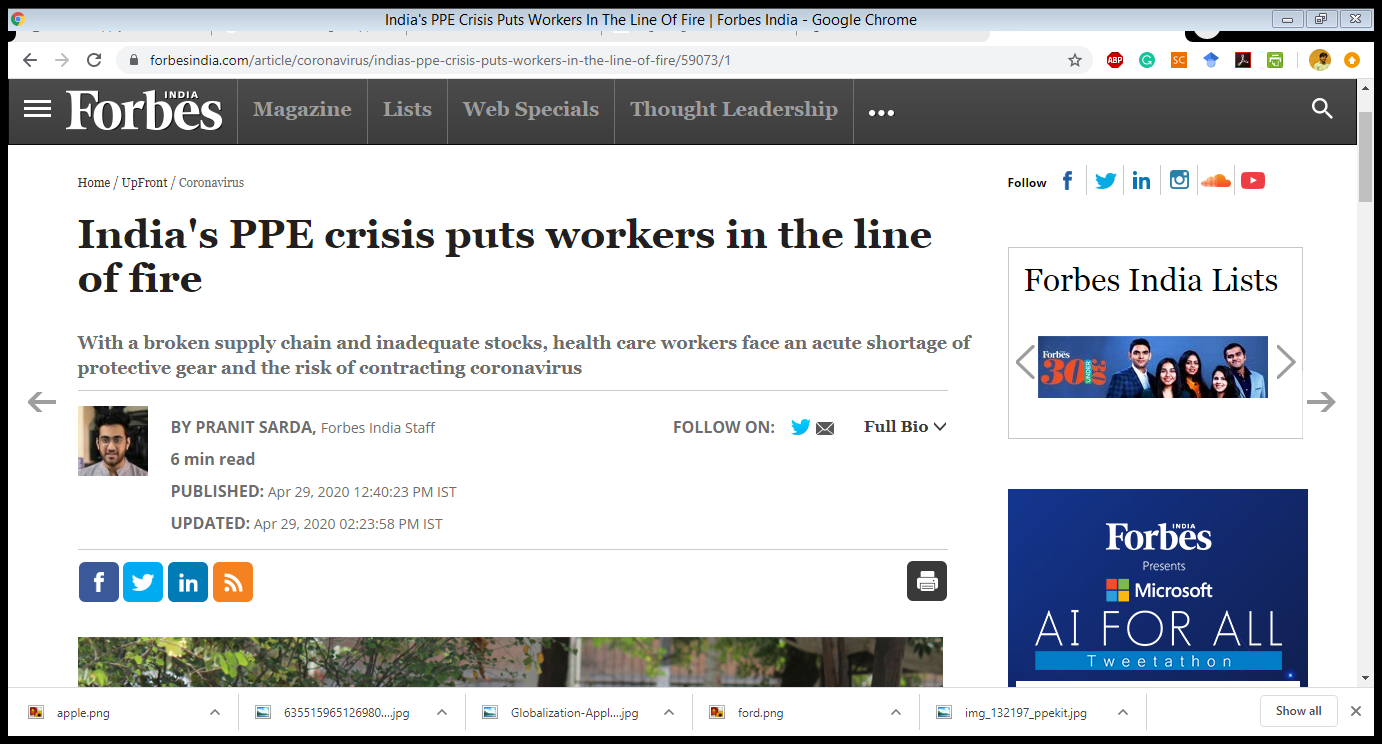 India's PPE Crisis Puts Workers In The Line Of Fire | Forbes India - Google Chrome
forbesindia.com/article/coronavirus/indias-ppe-crisis-puts-workers-in-the-line-of-fire/59073/1
ABP
SC
Forbes INDIA
Magazine
Lists
Web Specials
Thought Leadership
Home / UpFront / Coronavirus
Follow
India's PPE crisis puts workers in the line
of fire
With a broken supply chain and inadequate stocks, health care workers face an acute shortage of
protective gear and the risk of contracting coronavirus
BY PRANIT SARDA, Forbes India Staff
FOLLOW ON:
Full Bio
6 min read
PUBLISHED: Apr 29, 2020 12:40:23 PM IST
UPDATED: Apr 29, 2020 02:23:58 PM IST
Forbes India Lists
Forbes
30 UNDER 30
Forbes INDIA
Presents
Microsoft
AI FOR ALL
Tweetathon
apple.png
635515965126980....jpg
Globalization-Appl....jpg
ford.png
img_132197_ppekit.jpg
Show all